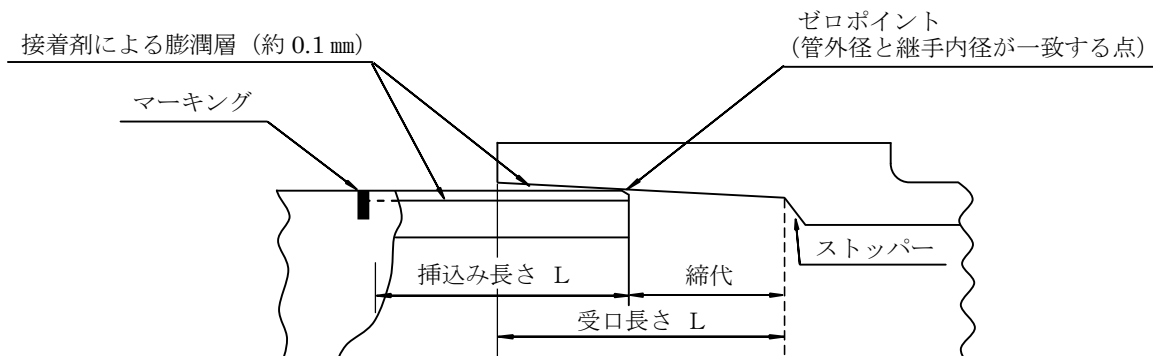 ゼロポイント
(管外径と継手内径が一致する点)
接着剤による膨潤層(約 0.1 ㎜)
マーキング
ストッパー
挿込み長さ L
締代
受口長さ L